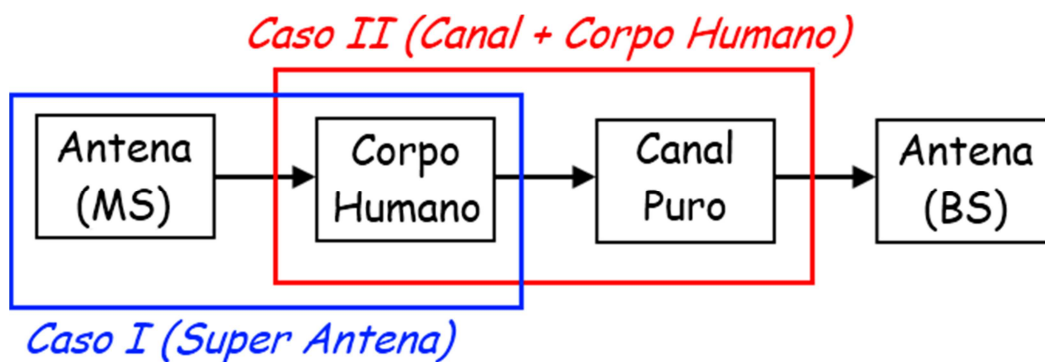 Caso II (Canal + Corpo Humano)
Antena
(MS)
Corpo
Humano
Canal
Puro
Antena
(BS)
Caso I (Super Antena)